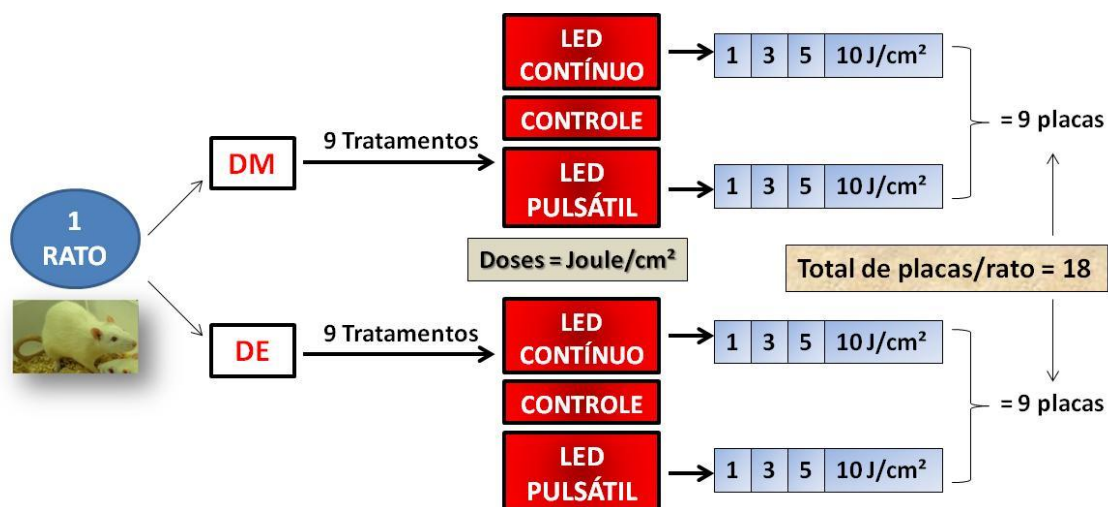 1
RATO
DM
9 Tratamentos
LED
CONTÍNUO
1 3 5 10 J/cm²
CONTROLE
LED
PULSÁTIL
1 3 5 10 J/cm²
= 9 placas
Doses = Joule/cm²
Total de placas/rato = 18
DE
9 Tratamentos
LED
CONTÍNUO
1 3 5 10 J/cm²
CONTROLE
LED
PULSÁTIL
1 3 5 10 J/cm²
= 9 placas